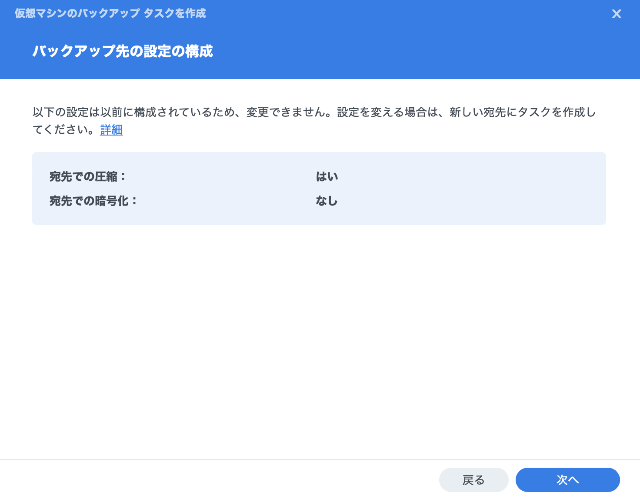 仮想マシンのバックアップ タスクを作成
バックアップ先の設定の構成
以下の設定は以前に構成されているため、変更できません。設定を変える場合は、新しい宛先にタスクを作成し
てください。詳細
宛先での圧縮： はい
宛先での暗号化： なし
戻る 次へ